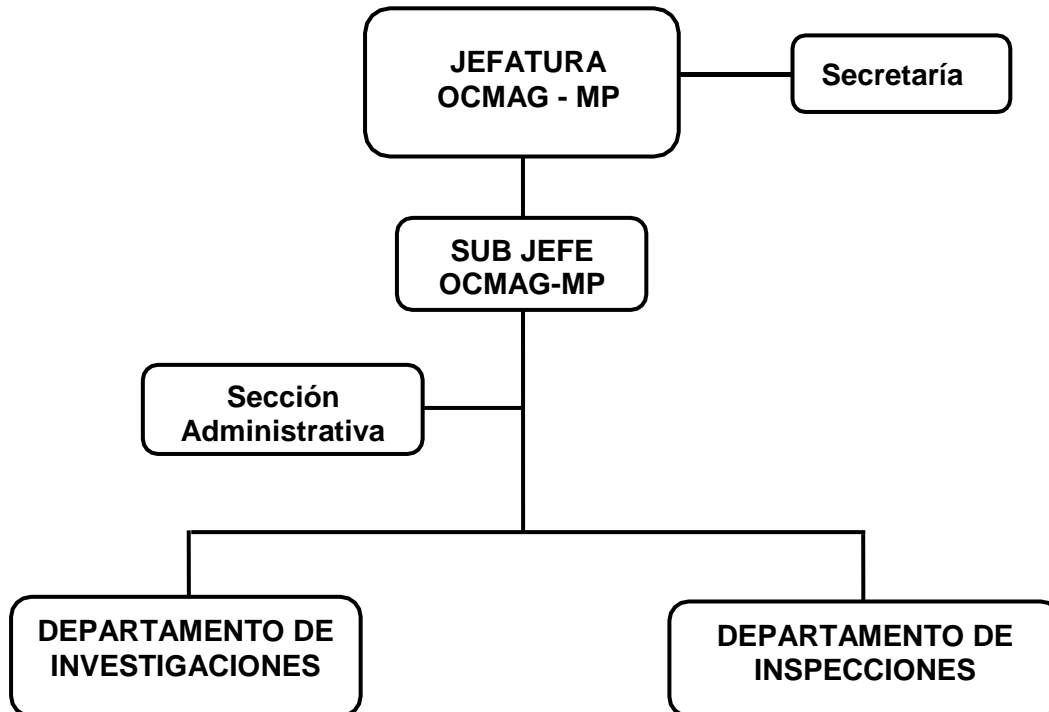 JEFATURA
OCMAG - MP
Secretaría
SUB JEFE
OCMAG-MP
Sección
Administrativa
DEPARTAMENTO DE
INVESTIGACIONES
DEPARTAMENTO DE
INSPECCIONES